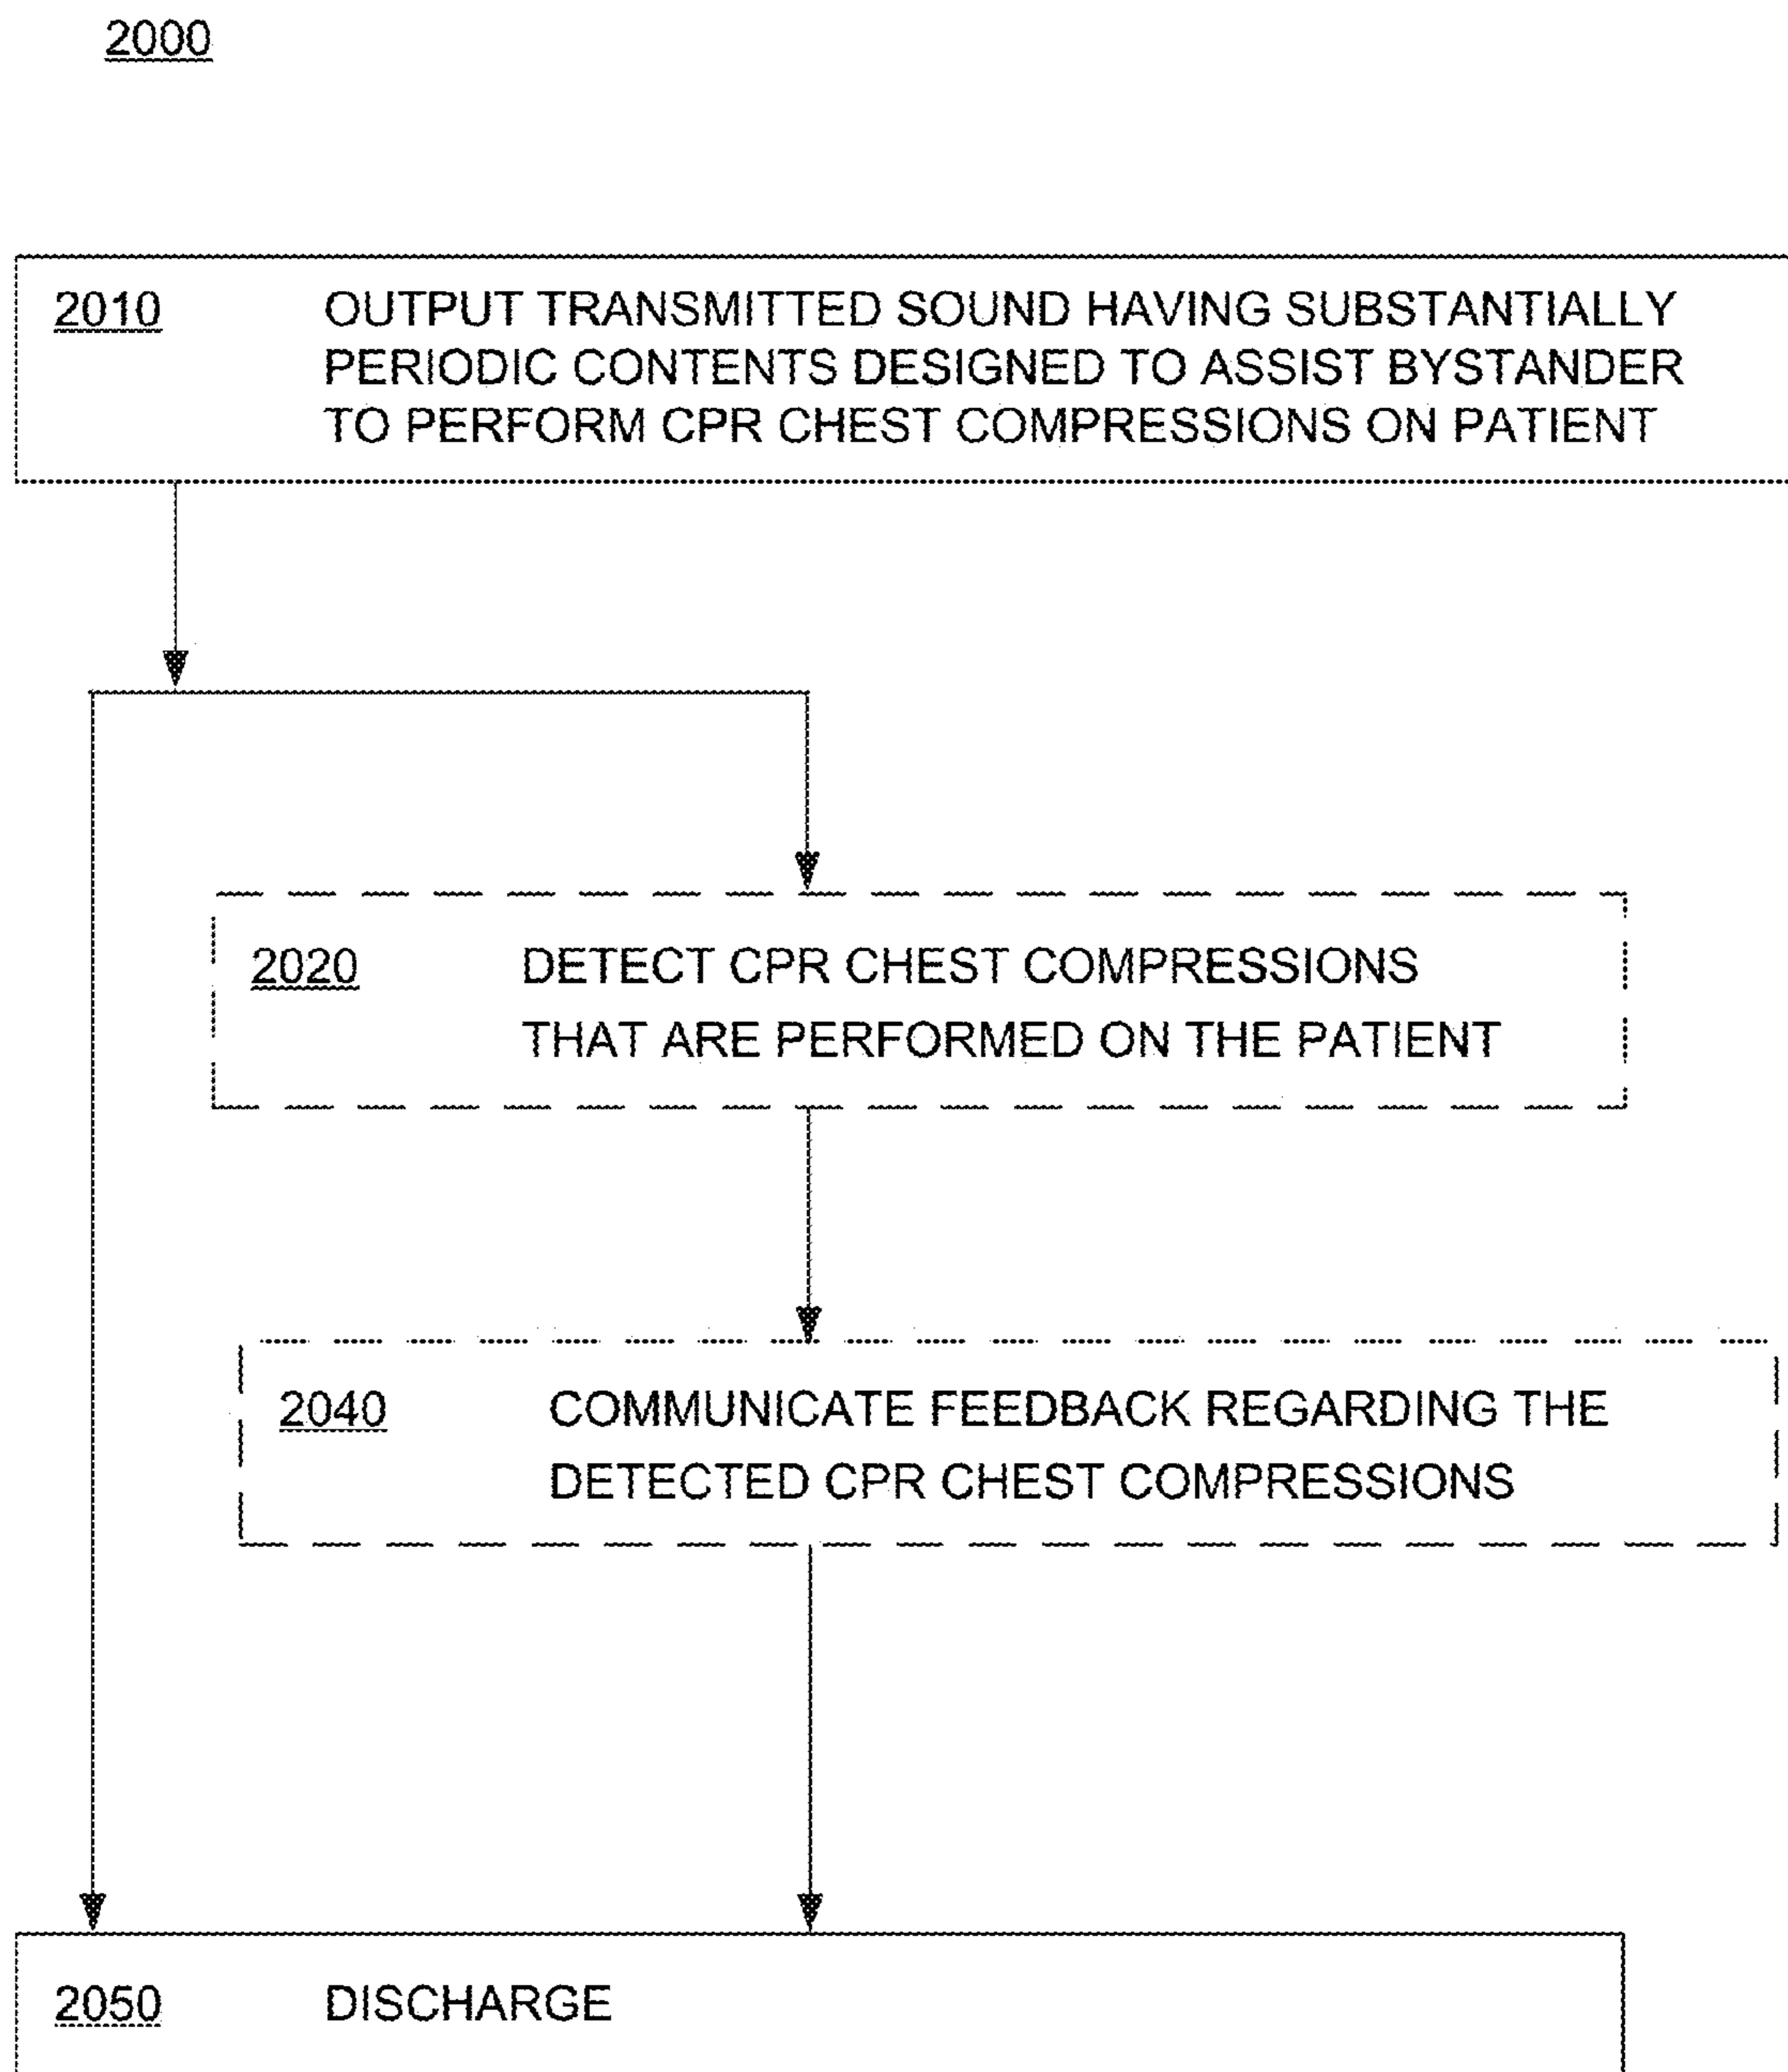 2000
2010 OUTPUT TRANSMITTED SOUND HAVING SUBSTANTIALLY
PERIODIC CONTENTS DESIGNED TO ASSIST BYSTANDER
TO PERFORM CPR CHEST COMPRESSIONS ON PATIENT
2020 DETECT CPR CHEST COMPRESSIONS
THAT ARE PERFORMED ON THE PATIENT
2040 COMMUNICATE FEEDBACK REGARDING THE
DETECTED CPR CHEST COMPRESSIONS
2050 DISCHARGE